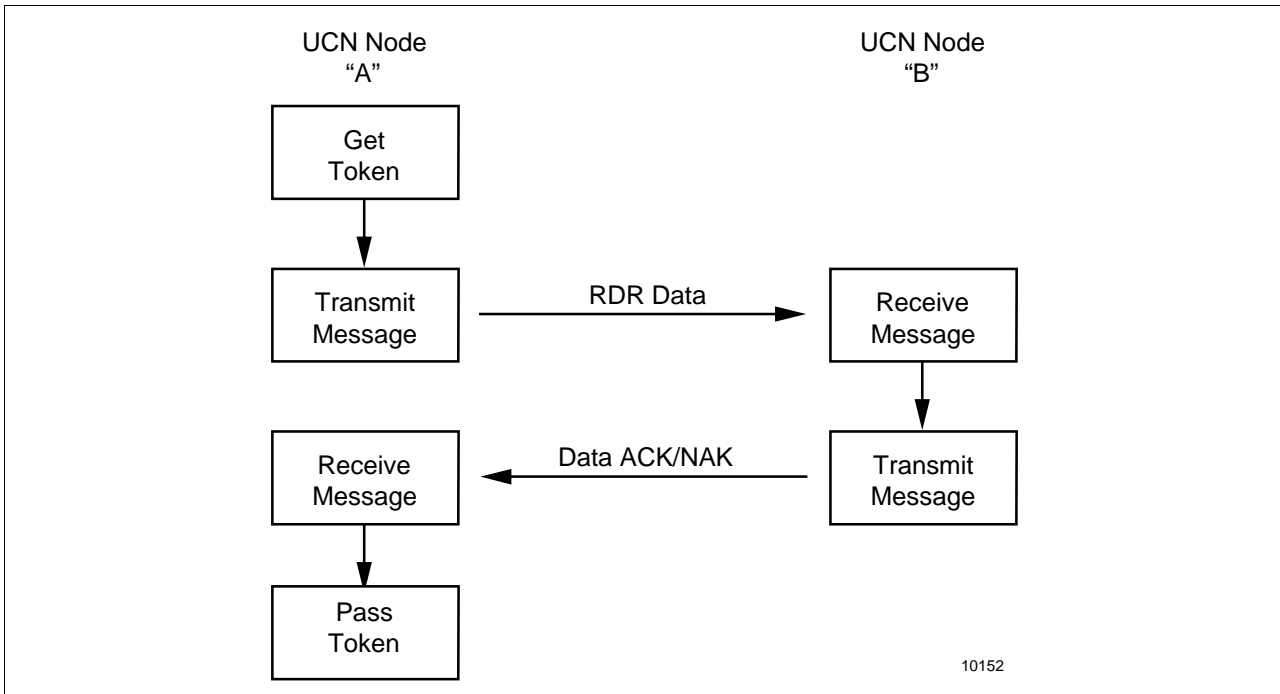 UCN Node
“A”
UCN Node
“B”
Get
Token
Transmit
Message
RDR Data
Receive
Message
Receive
Message
Data ACK/NAK
Transmit
Message
Pass
Token
10152